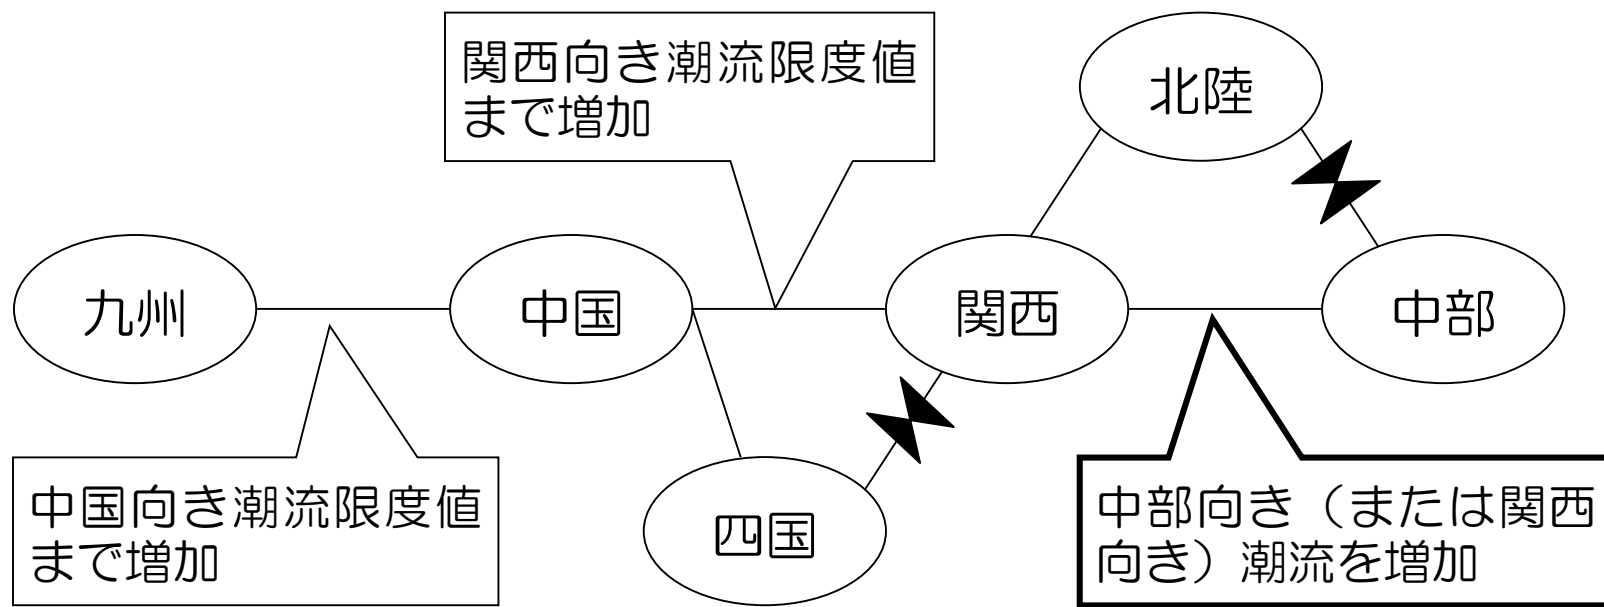 関西向き潮流限度値
まで増加
北陸
九州
中国
関西
中部
中国向き潮流限度値
まで増加
四国
中部向き（または関西
向き）潮流を増加